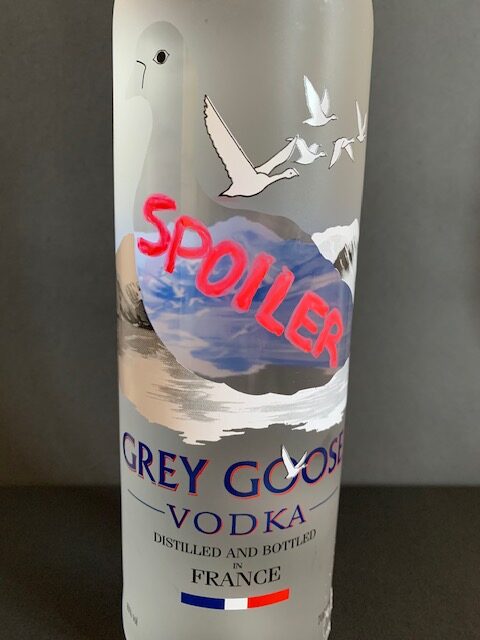 SPOILER
GREY GOOSE
VODKA
DISTILLED AND BOTTLED
IN
FRANCE